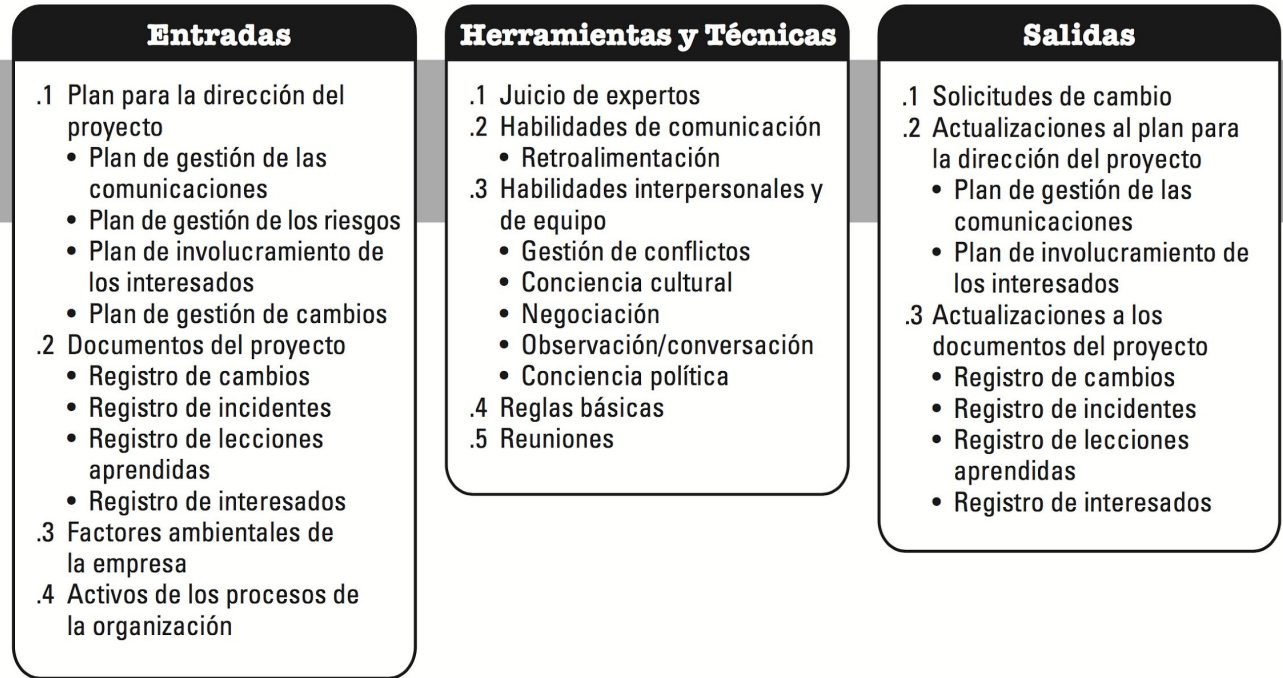 Entradas
.1 Plan para la dirección del
proyecto
• Plan de gestión de las
comunicaciones
• Plan de gestión de los riesgos
• Plan de involucramiento de
los interesados
• Plan de gestión de cambios
.2 Documentos del proyecto
• Registro de cambios
• Registro de incidentes
• Registro de lecciones
aprendidas
• Registro de interesados
.3 Factores ambientales de
la empresa
.4 Activos de los procesos de
la organización
Herramientas y Técnicas
.1 Juicio de expertos
.2 Habilidades de comunicación
• Retroalimentación
.3 Habilidades interpersonales y
de equipo
• Gestión de conflictos
• Conciencia cultural
• Negociación
• Observación/conversación
• Conciencia política
.4 Reglas básicas
.5 Reuniones
Salidas
.1 Solicitudes de cambio
.2 Actualizaciones al plan para
la dirección del proyecto
• Plan de gestión de las
comunicaciones
• Plan de involucramiento de
los interesados
.3 Actualizaciones a los
documentos del proyecto
• Registro de cambios
• Registro de incidentes
• Registro de lecciones
aprendidas
• Registro de interesados